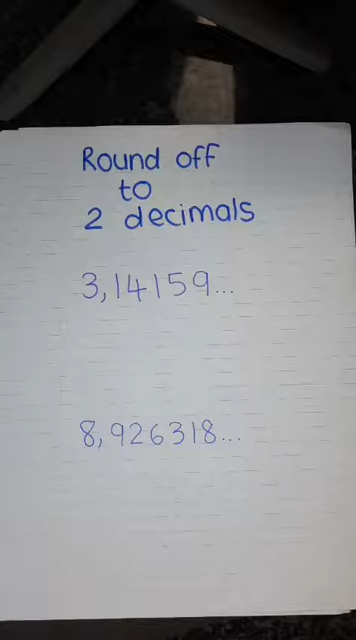 Round off
to
2 decimals
3,14159...
8,926318...